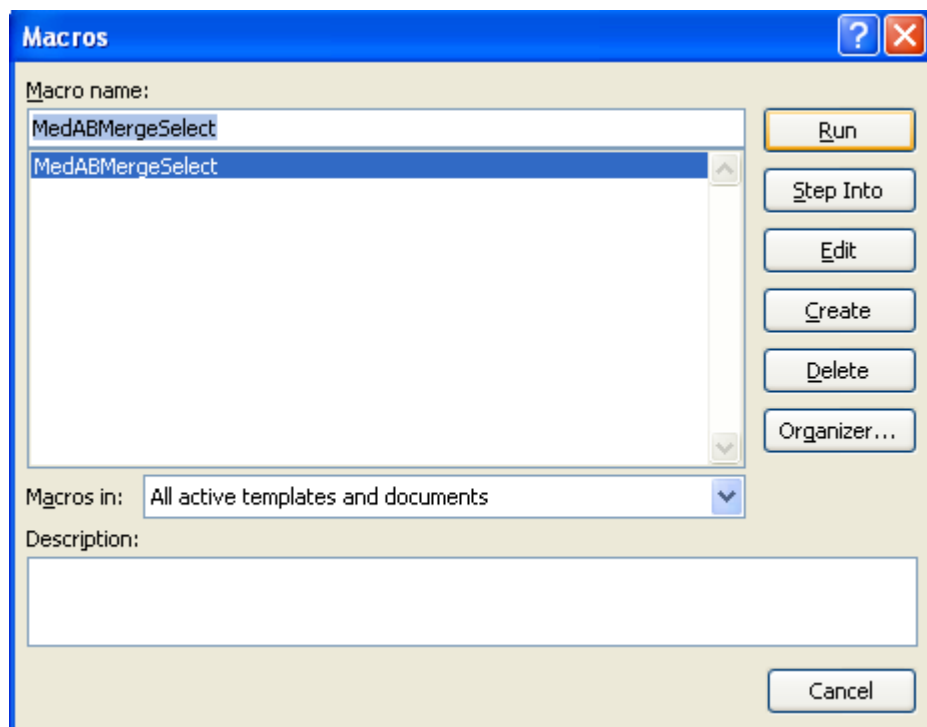 Macros
Macro name:
MedABMergeSelect
MedABMergeSelect
Run
Step Into
Edit
Create
Delete
Organizer...
Macros in: All active templates and documents
Description:
Cancel